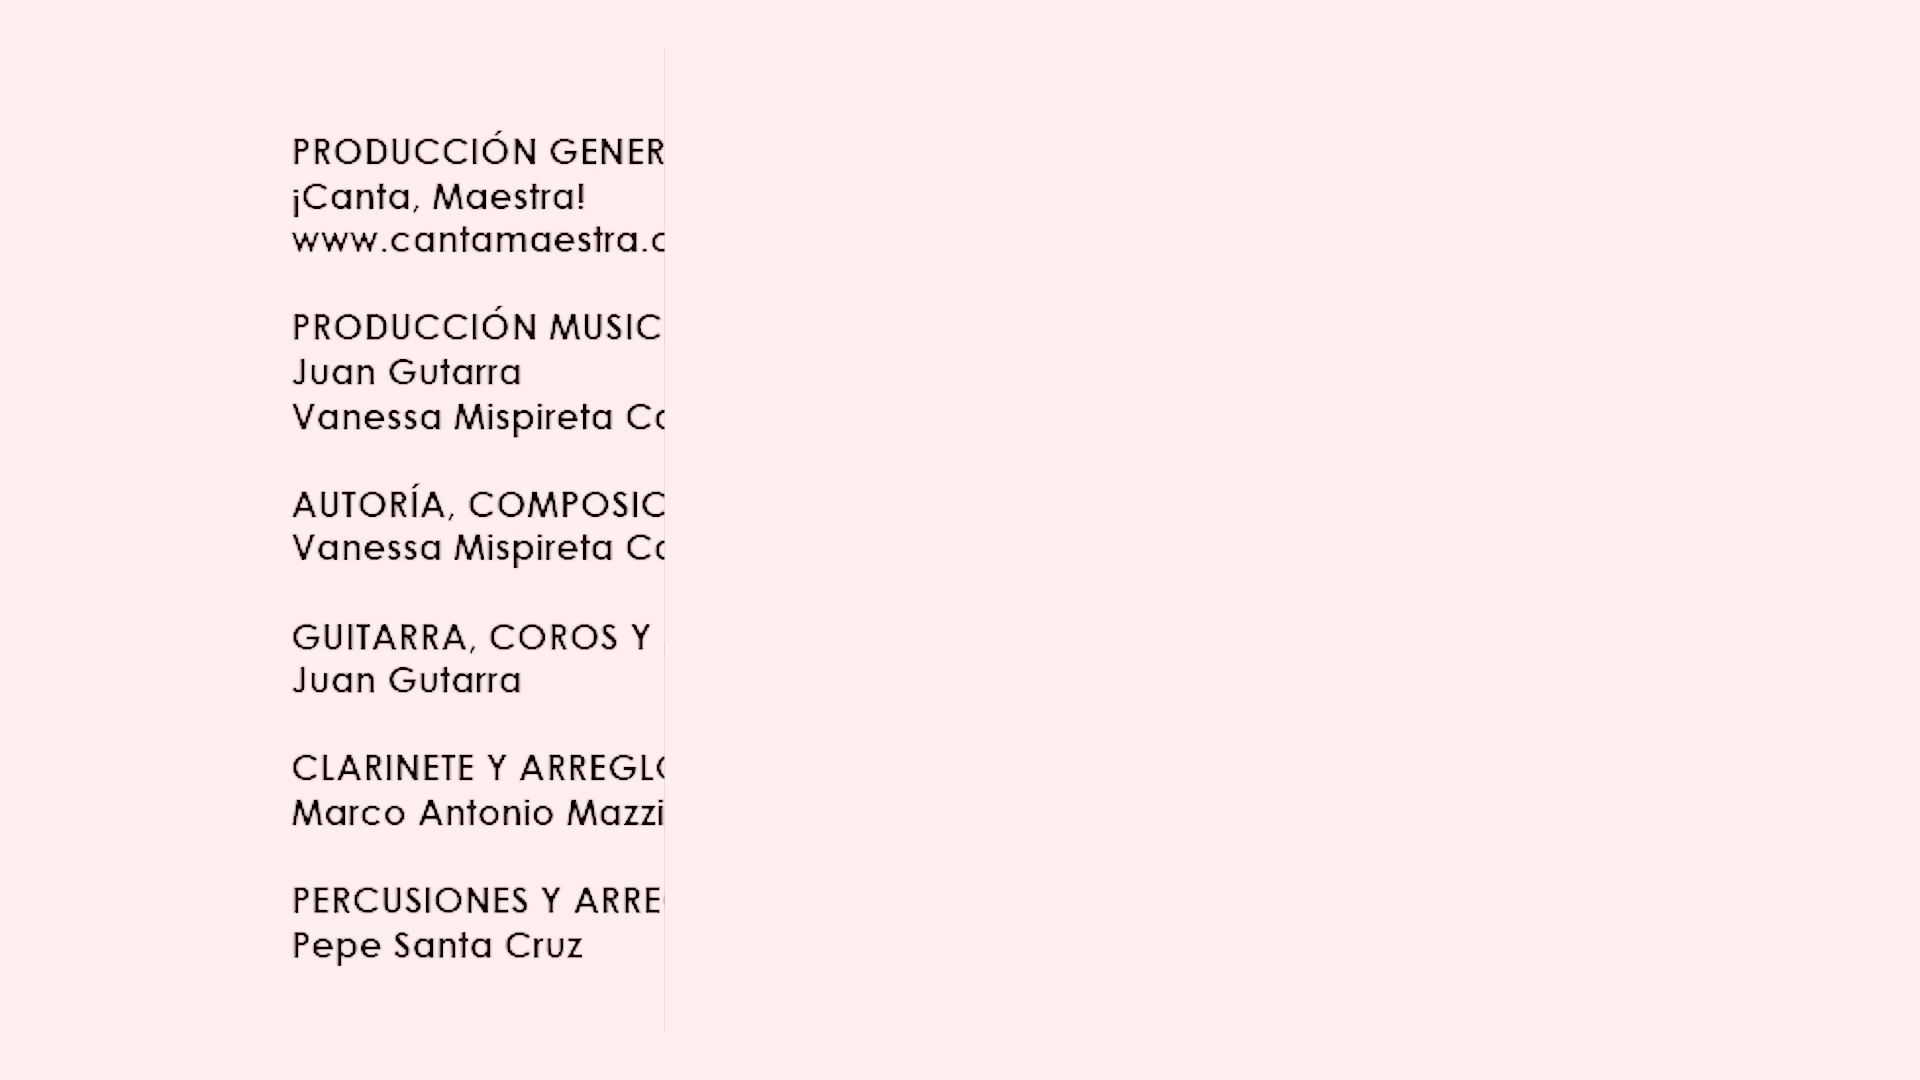 PRODUCCIÓN GENER
¡Canta, Maestra!
www.cantamaestra.c
PRODUCCIÓN MUSIC
Juan Gutarra
Vanessa Mispireta
AUTORÍA, COMPOSIC
Vanessa Mispireta
GUITARRA, COROS Y
Juan Gutarra
CLARINETE Y ARREGLO
Marco Antonio Mazzi
PERCUSIONES Y ARRE
Pepe Santa Cruz